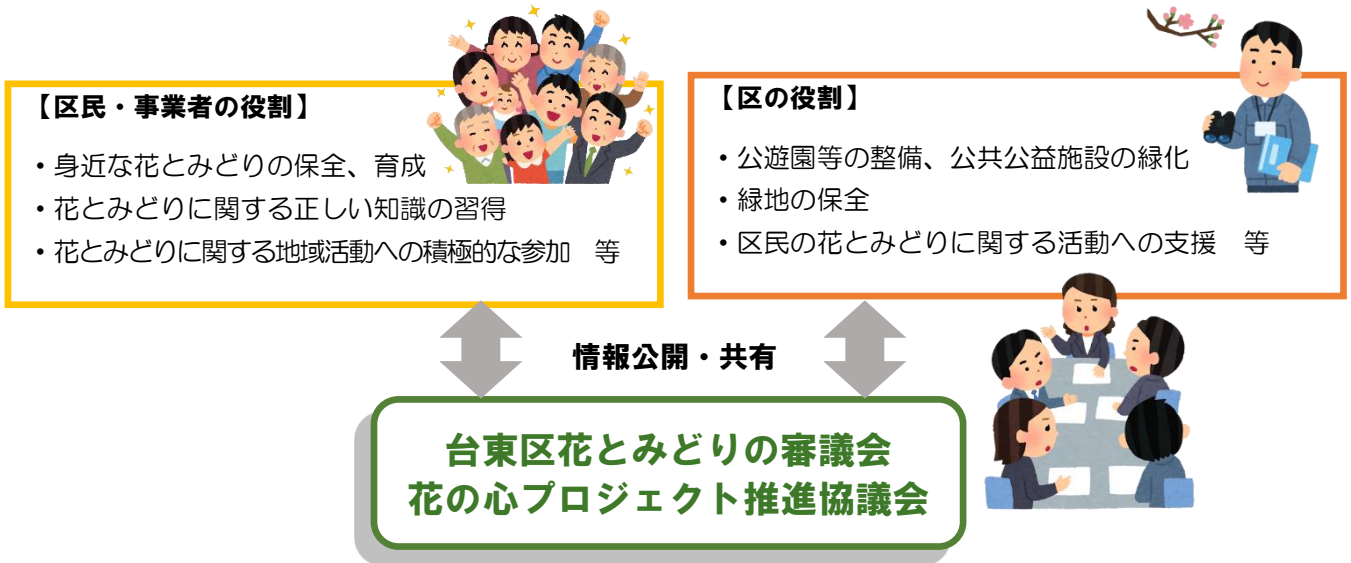 【区民・事業者の役割】
・身近な花とみどりの保全、育成
・花とみどりに関する正しい知識の習得
・花とみどりに関する地域活動への積極的な参加　等
【区の役割】
・公遊園等の整備、公共公益施設の緑化
・緑地の保全
・区民の花とみどりに関する活動への支援　等
情報公開・共有
台東区花とみどりの審議会
花の心プロジェクト推進協議会